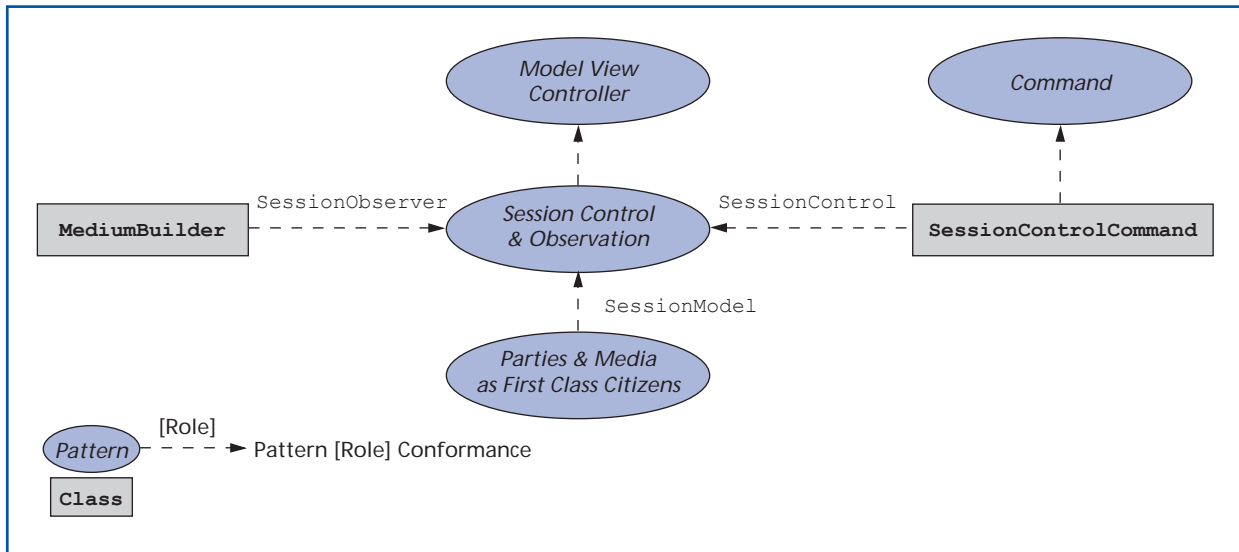 Model View
Controller
Command
SessionObserver
SessionControl
MediumBuilder
Session Control
& Observation
SessionControlCommand
SessionModel
Parties & Media
as First Class Citizens
[Role]
Pattern
Pattern [Role] Conformance
Class